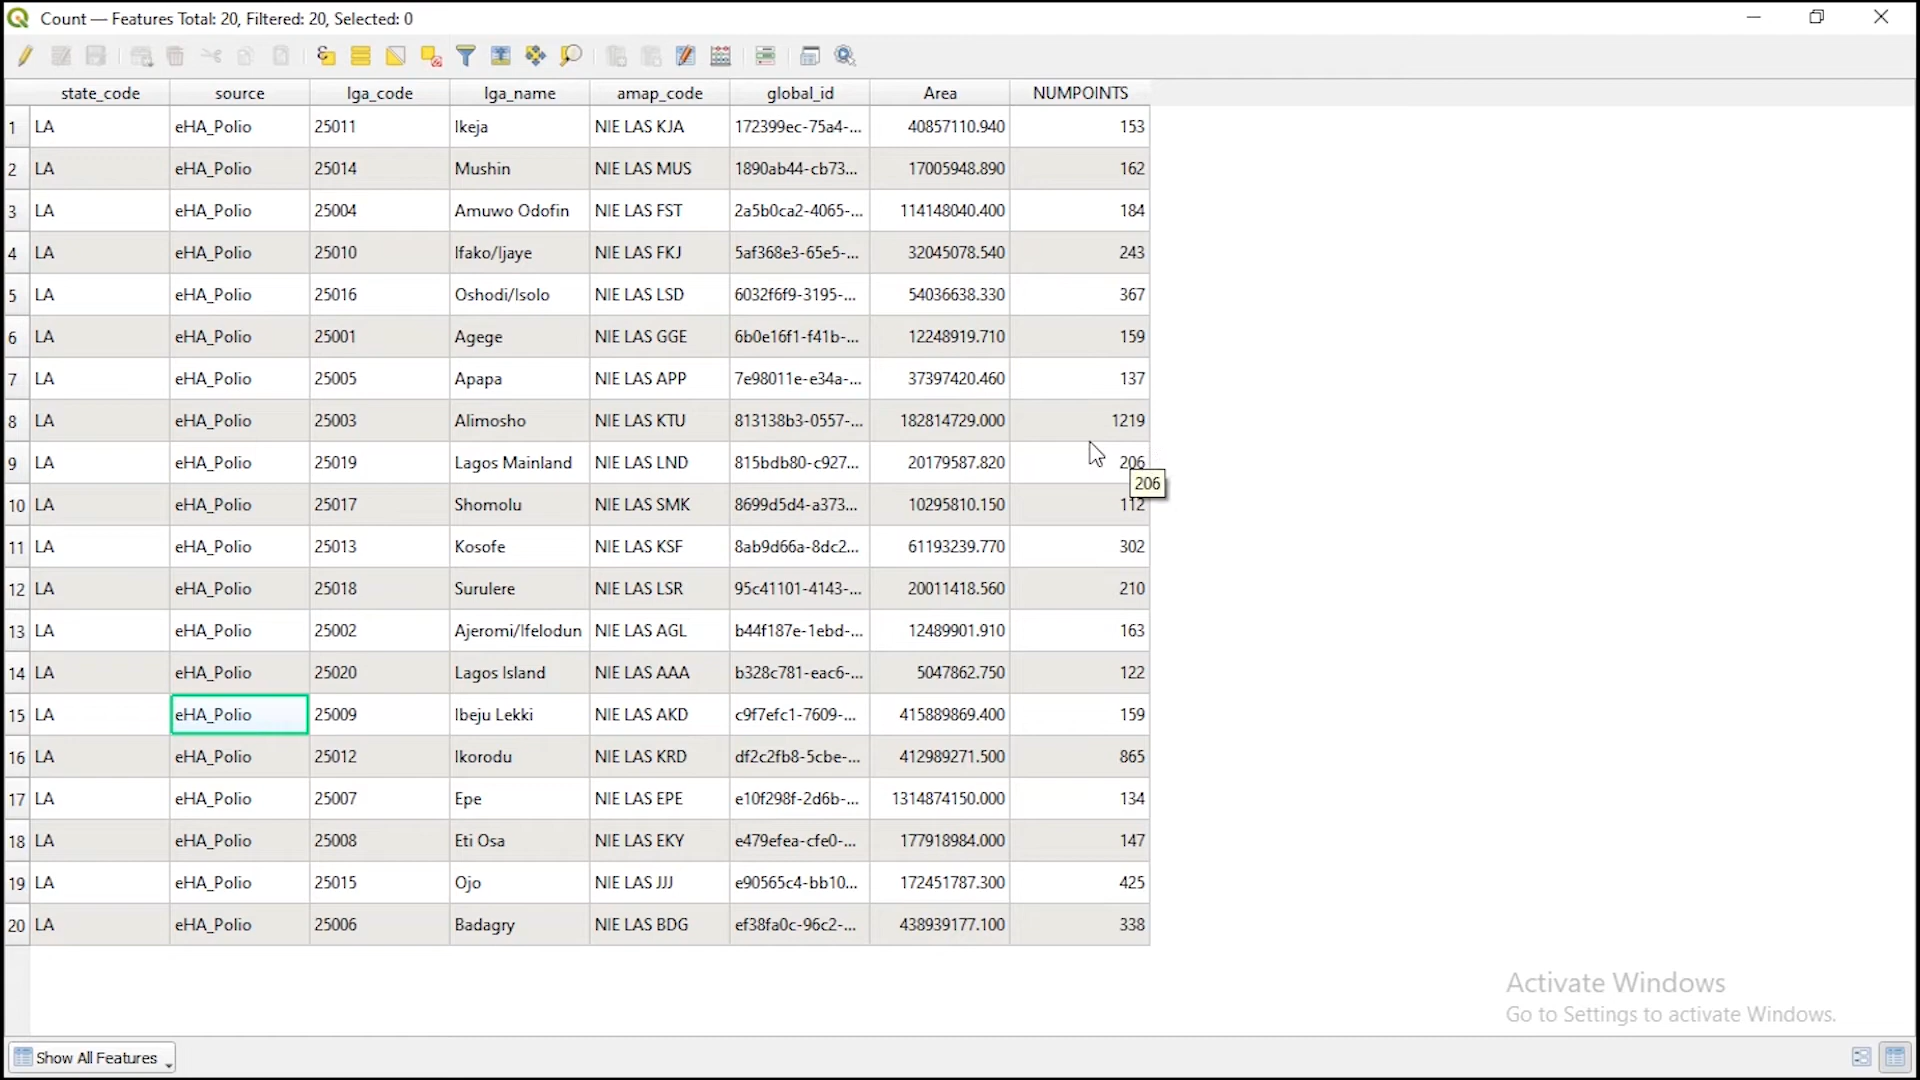 Count — Features Total: 20, Filtered: 20, Selected: 0
state_code source lga_code lga_name amap_code global_id Area NUMPOINTS
1 LA eHA_Polio 25011 Ikeja NIE LAS KJA 172399ec-75a4-... 40857110.940 153
2 LA eHA_Polio 25014 Mushin NIE LAS MUS 1890ab44-cb73... 17005948.890 162
3 LA eHA_Polio 25004 Amuwo Odofin NIE LAS FST 2a5b0ca2-4065-... 114148040.400 184
4 LA eHA_Polio 25010 Ifako/Ijaye NIE LAS FKJ 5af368e3-65e5-... 32045078.540 243
5 LA eHA_Polio 25016 Oshodi/Isolo NIE LAS LSD 6032f6f9-3195-... 54036638.330 367
6 LA eHA_Polio 25001 Agege NIE LAS GGE 6b0e16f1-f41b-... 12248919.710 159
7 LA eHA_Polio 25005 Apapa NIE LAS APP 7e98011e-e34a-... 37397420.460 137
8 LA eHA_Polio 25003 Alimosho NIE LAS KTU 813138b3-0557-... 182814729.000 1219
9 LA eHA_Polio 25019 Lagos Mainland NIE LAS LND 815bdb80-c927... 20179587.820 206
206
10 LA eHA_Polio 25017 Shomolu NIE LAS SMK 8699d5d4-a373... 10295810.150 112
11 LA eHA_Polio 25013 Kosofe NIE LAS KSF 8ab9d66a-8dc2... 61193239.770 302
12 LA eHA_Polio 25018 Surulere NIE LAS LSR 95c41101-4143-... 20011418.560 210
13 LA eHA_Polio 25002 Ajeromi/Ifelodun NIE LAS AGL b44f187e-1ebd-... 12489901.910 163
14 LA eHA_Polio 25020 Lagos Island NIE LAS AAA b328c781-eac6-... 5047862.750 122
15 LA eHA_Polio 25009 Ibeju Lekki NIE LAS AKD c9f7efc1-7609-... 415889869.400 159
16 LA eHA_Polio 25012 Ikorodu NIE LAS KRD df2c2fb8-5cbe-... 412989271.500 865
17 LA eHA_Polio 25007 Epe NIE LAS EPE e10f298f-2d6b-... 1314874150.000 134
18 LA eHA_Polio 25008 Eti Osa NIE LAS EKY e479efea-cfe0-... 177918984.000 147
19 LA eHA_Polio 25015 Ojo NIE LAS JJJ e90565c4-bb10... 172451787.300 425
20 LA eHA_Polio 25006 Badagry NIE LAS BDG ef38fa0c-96c2-... 438939177.100 338
Activate Windows
Go to Settings to activate Windows.
Show All Features